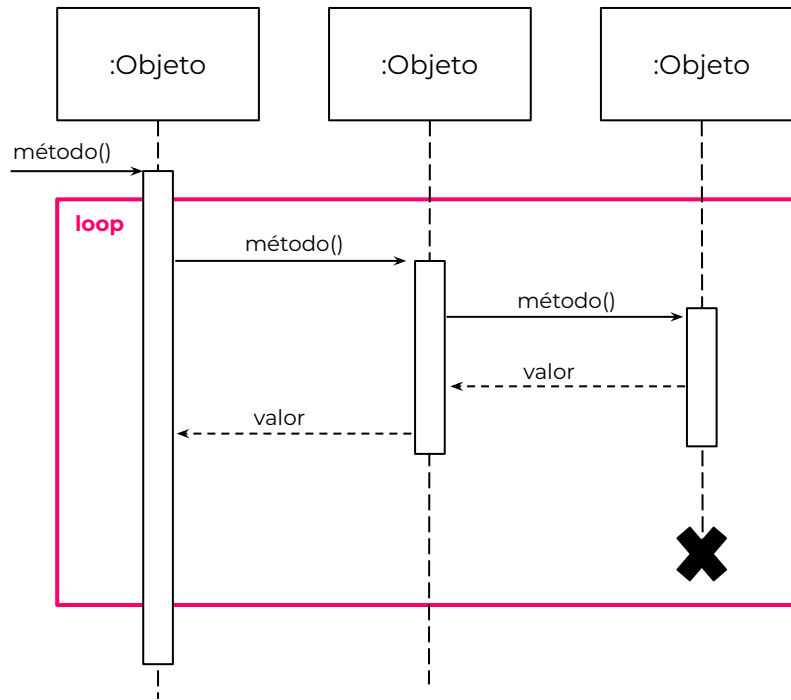 :Objeto
:Objeto
:Objeto
método()
loop
método()
método()
valor
valor